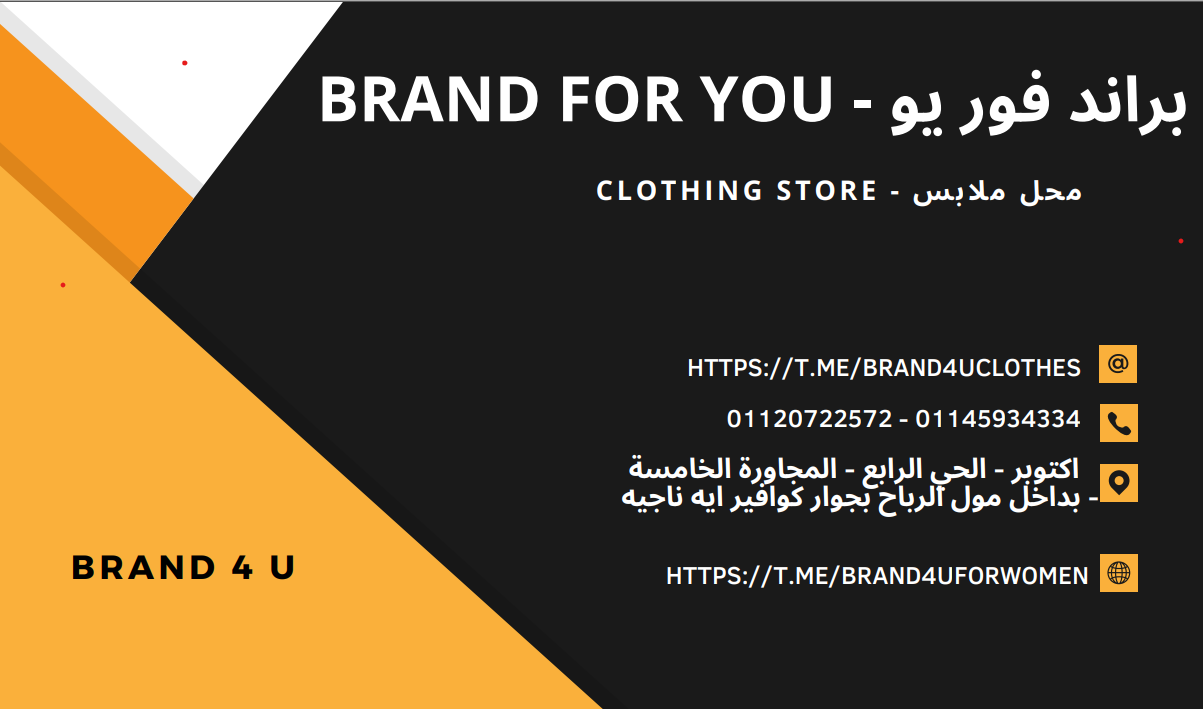 براند فور يو - BRAND FOR YOU
محل ملابس - CLOTHING STORE
HTTPS://T.ME/BRAND4UCLOTHES
01120722572 - 01145934334
اكتوبر - الحي الرابع - المجاورة الخامسة
- بداخل مول الرباح بجوار كوافير ايه ناجيه
HTTPS://T.ME/BRAND4UFORWOMEN
BRAND 4 U